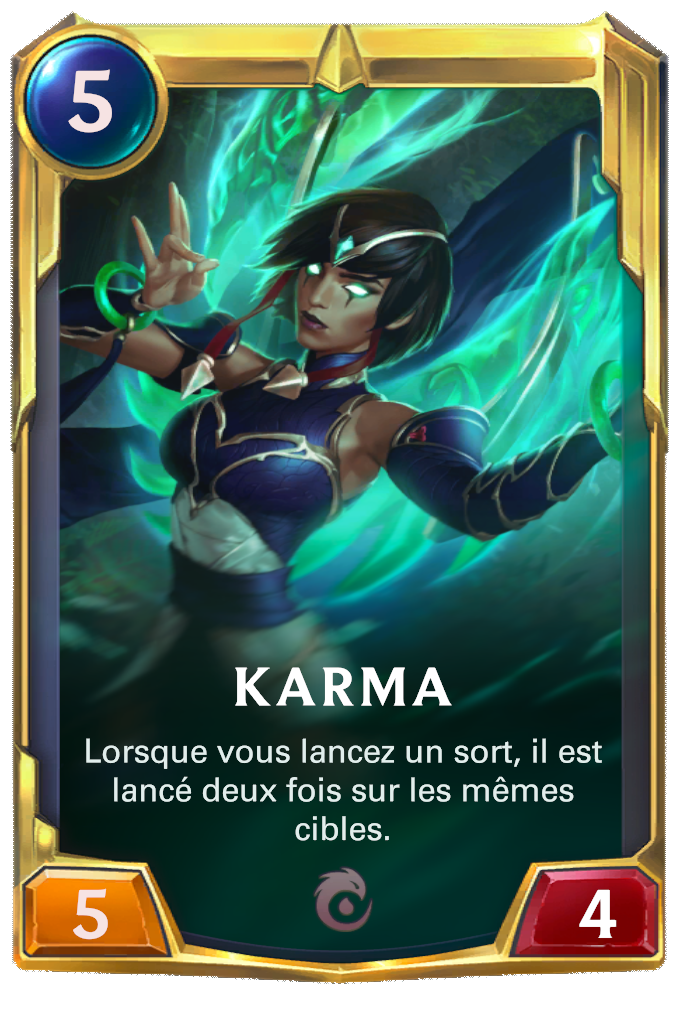 5
KARMA
Lorsque vous lancez un sort, il est
lancé deux fois sur les mêmes
cibles.
5
4